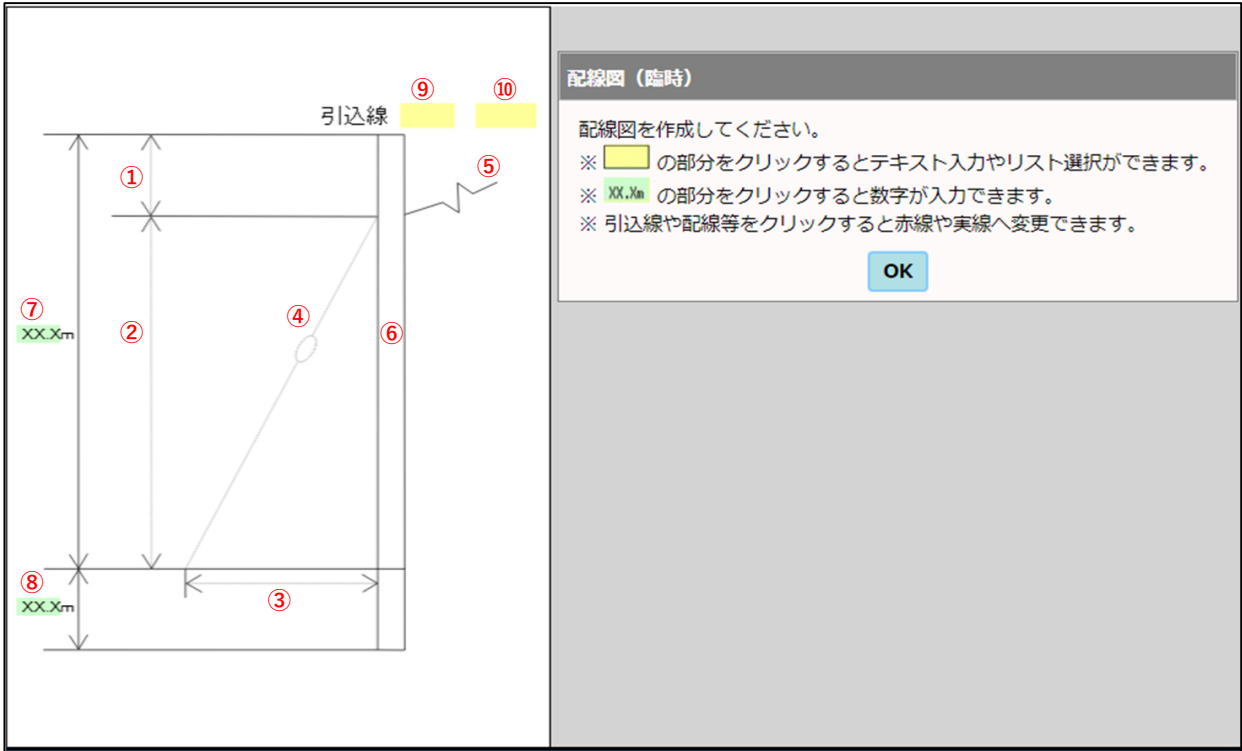 ⑨ ⑩
引込線
① ⑤
⑦ ② ④ ⑥
XX.Xm
⑧
XX.Xm
③
配線図（臨時）
配線図を作成してください。
※ の部分をクリックするとテキスト入力やリスト選択ができます。
※ XX.Xm の部分をクリックすると数字が入力できます。
※ 引込線や配線等をクリックすると赤線や実線へ変更できます。
OK